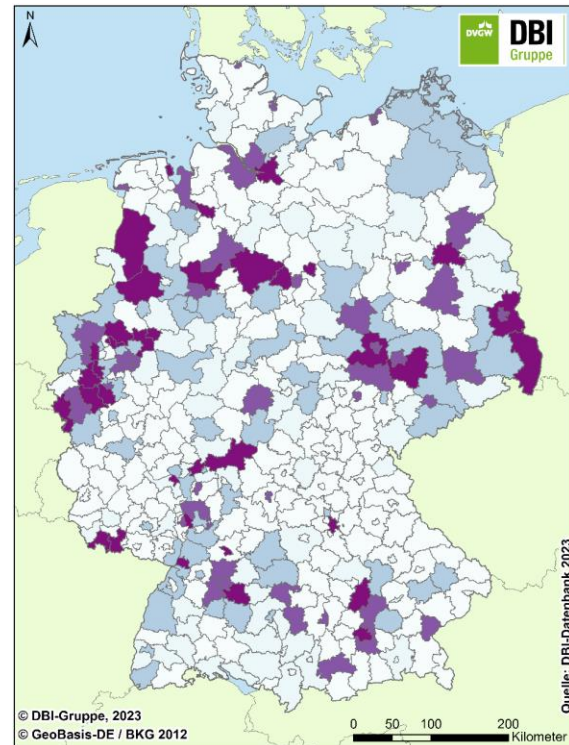 N
DVGW
DBI
Gruppe
Quelle: DBI-Datenbank 2023
© DBI-Gruppe, 2023
© GeoBasis-DE / BKG 2012
0 50 100 200
Kilometer